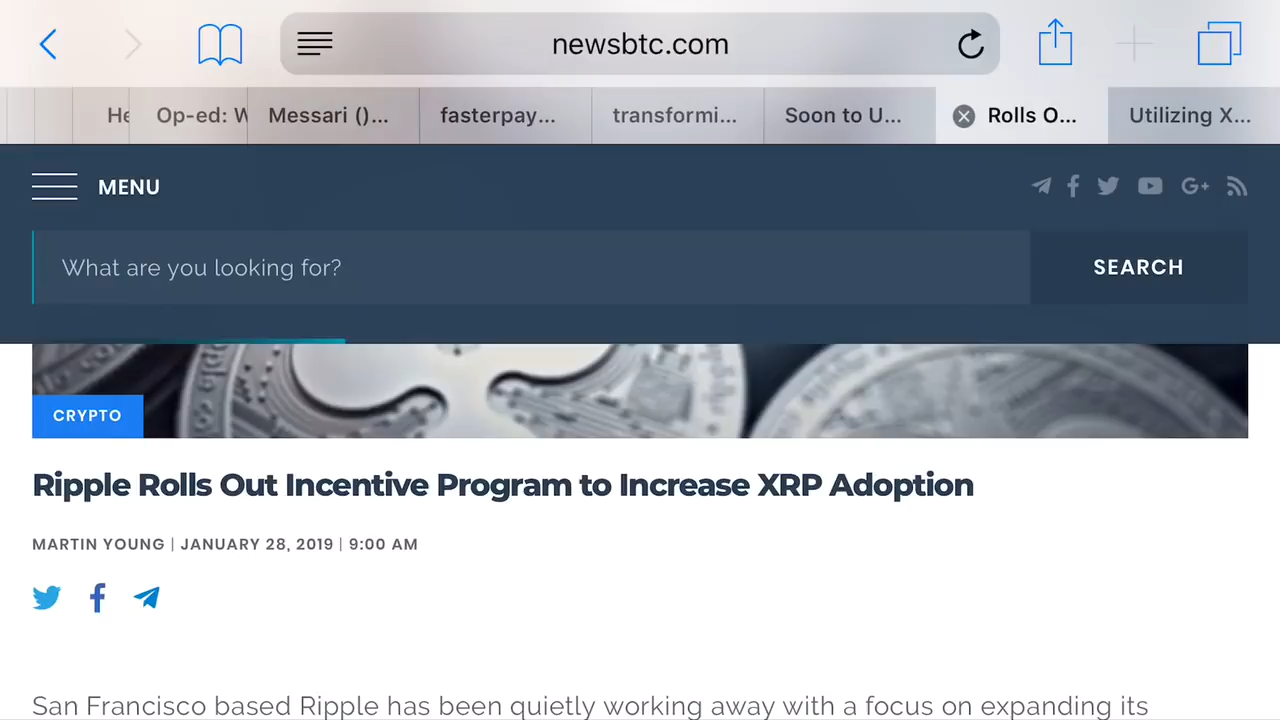 newsbtc.com
He
Op-ed: W
Messari ()...
fasterpay...
transformi...
Soon to U...
Rolls O...
Utilizing X...
MENU
What are you looking for?
SEARCH
CRYPTO
Ripple Rolls Out Incentive Program to Increase XRP Adoption
MARTIN YOUNG | JANUARY 28, 2019 | 9:00 AM
San Francisco based Ripple has been quietly working away with a focus on expanding its